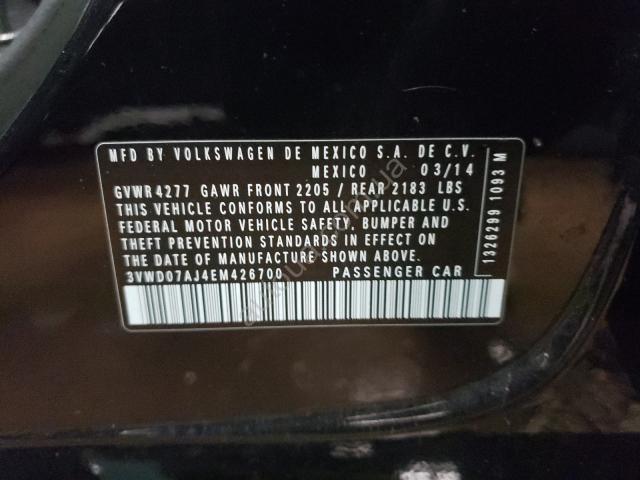 MFD BY VOLKSWAGEN DE MEXICO S.A. DE C.V.
MEXICO 03/14
GVWR 4277 GAWR FRONT 2205 / REAR 2183 LBS
THIS VEHICLE CONFORMS TO ALL APPLICABLE U.S.
FEDERAL MOTOR VEHICLE SAFETY, BUMPER AND
THEFT PREVENTION STANDARDS IN EFFECT ON
THE DATE OF MANUFACTURE SHOWN ABOVE.
3VWD07AJ4EM426700 PASSENGER CAR
1326299 1093 M